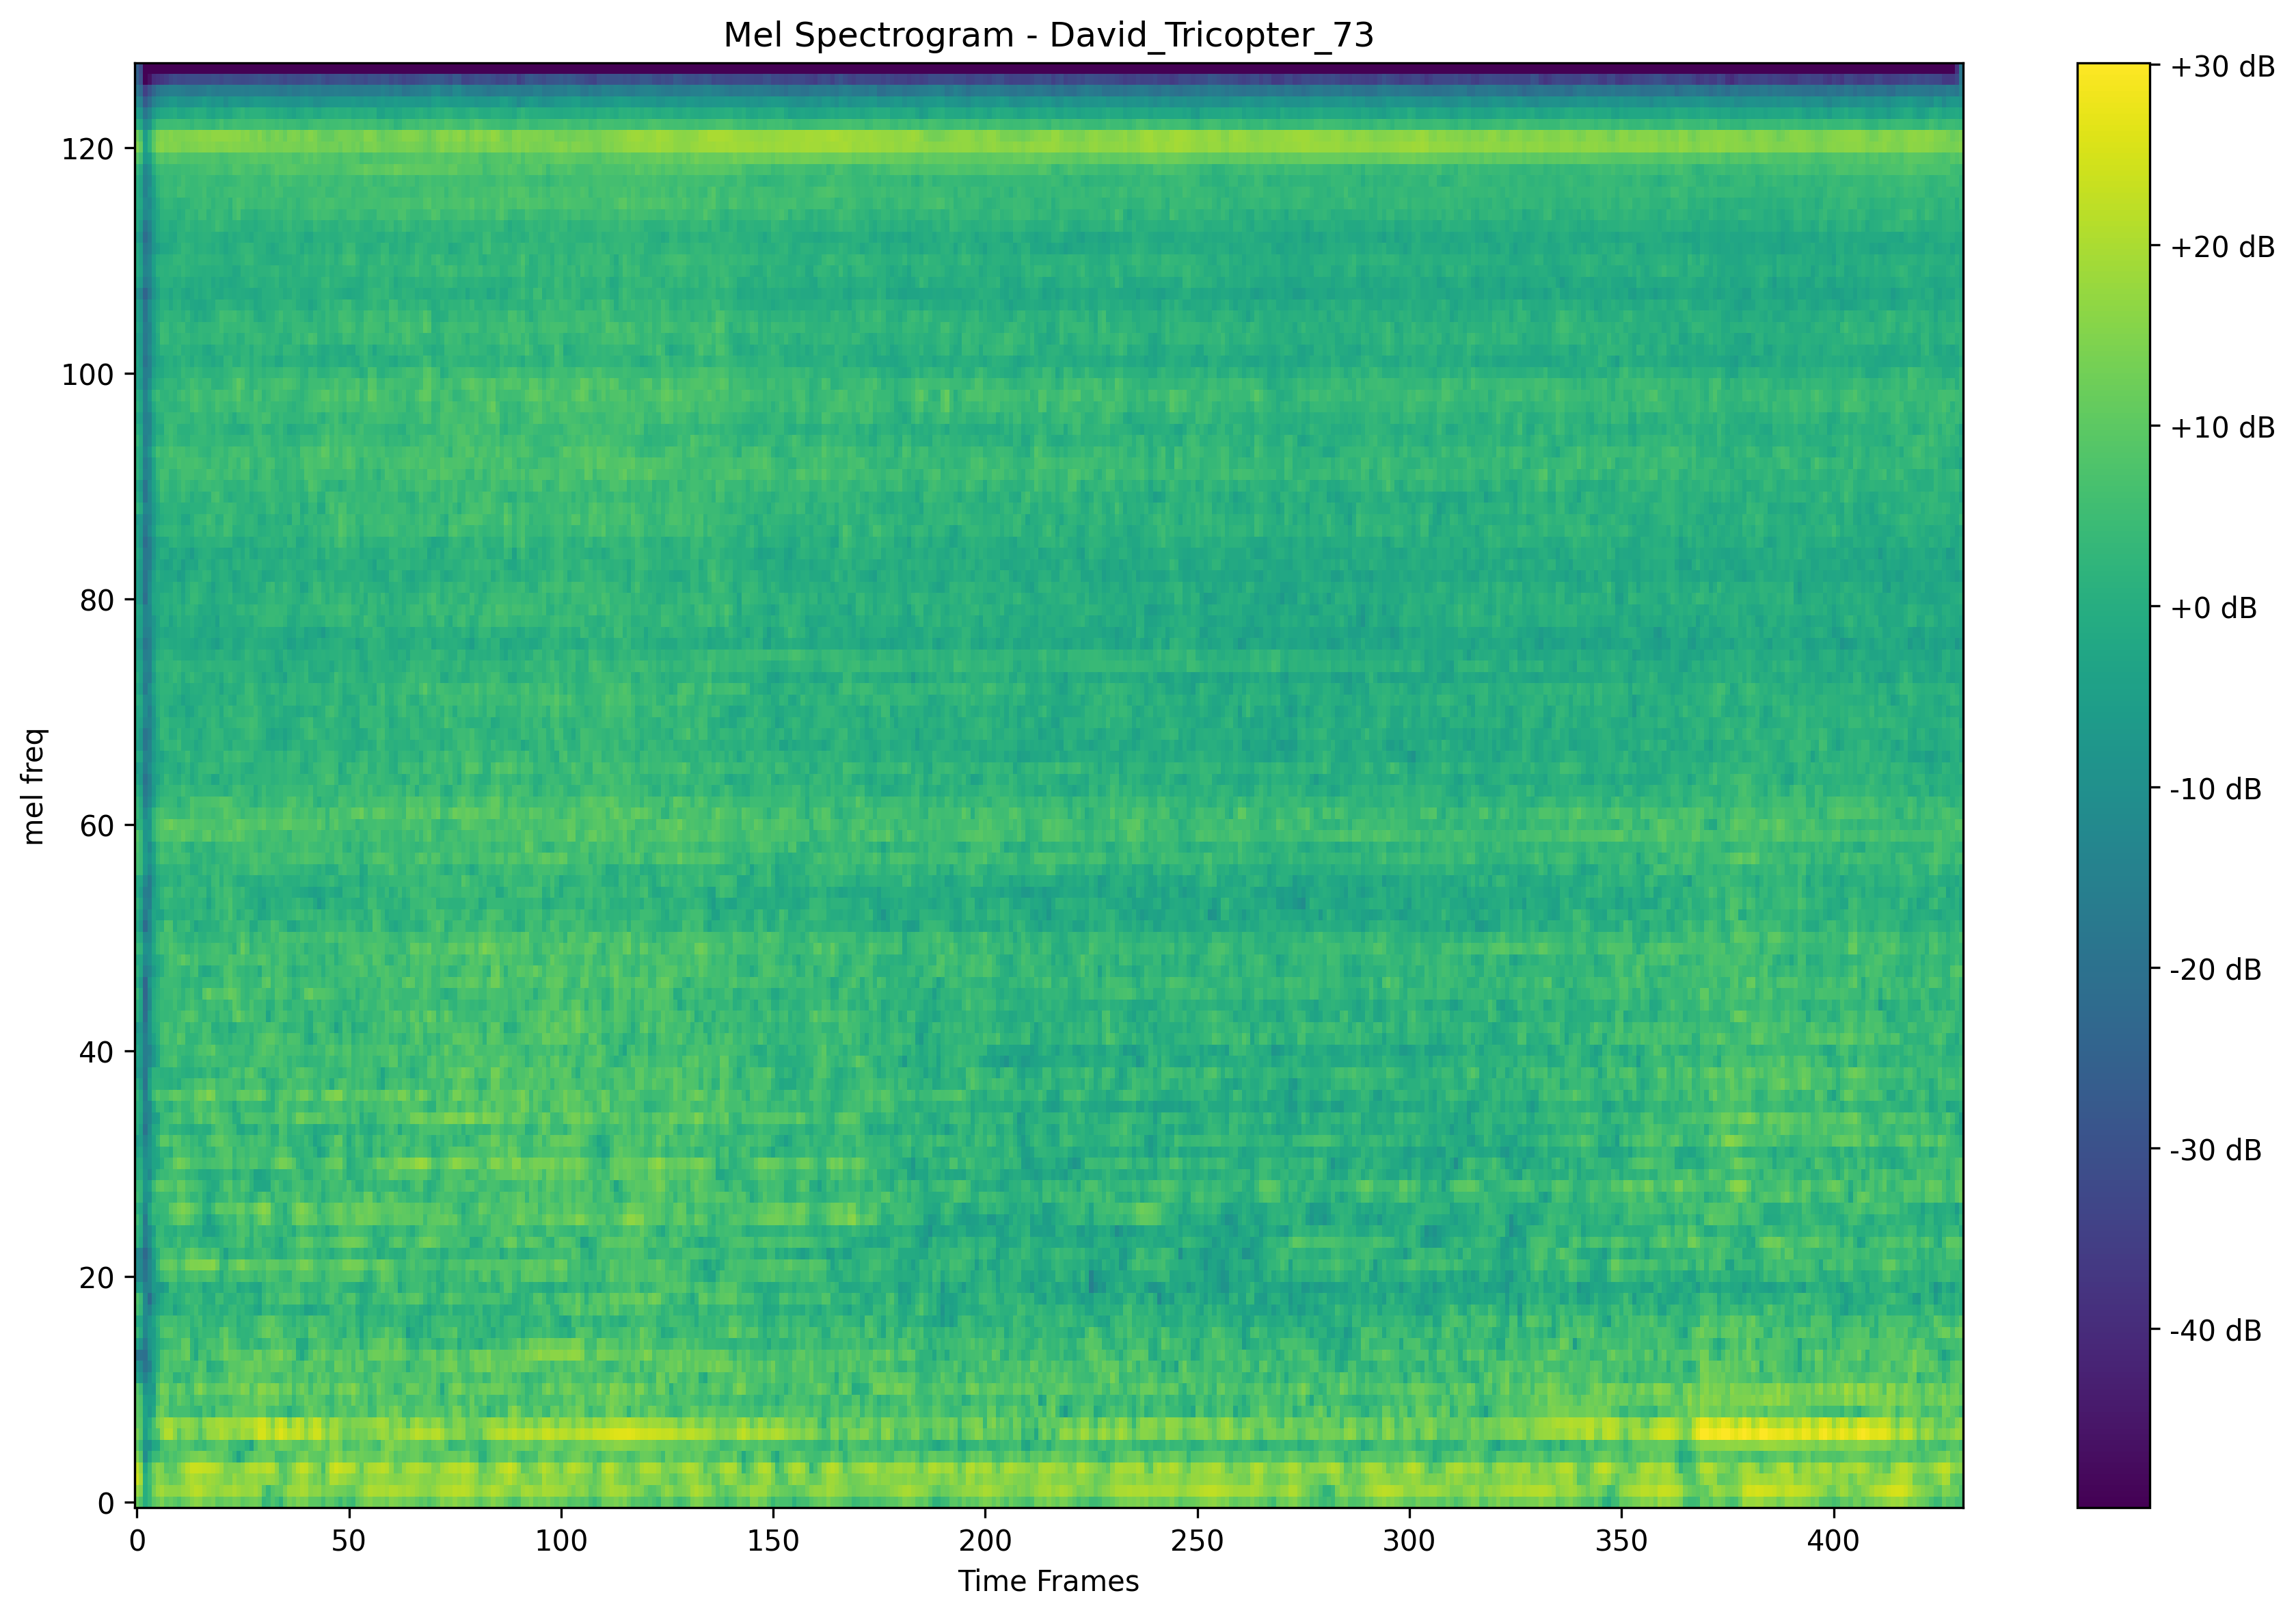 Mel Spectrogram - David_Tricopter_73
mel freq
120
100
80
60
40
20
0
0 50 100 150 200 250 300 350 400
Time Frames
+30 dB
+20 dB
+10 dB
+0 dB
-10 dB
-20 dB
-30 dB
-40 dB